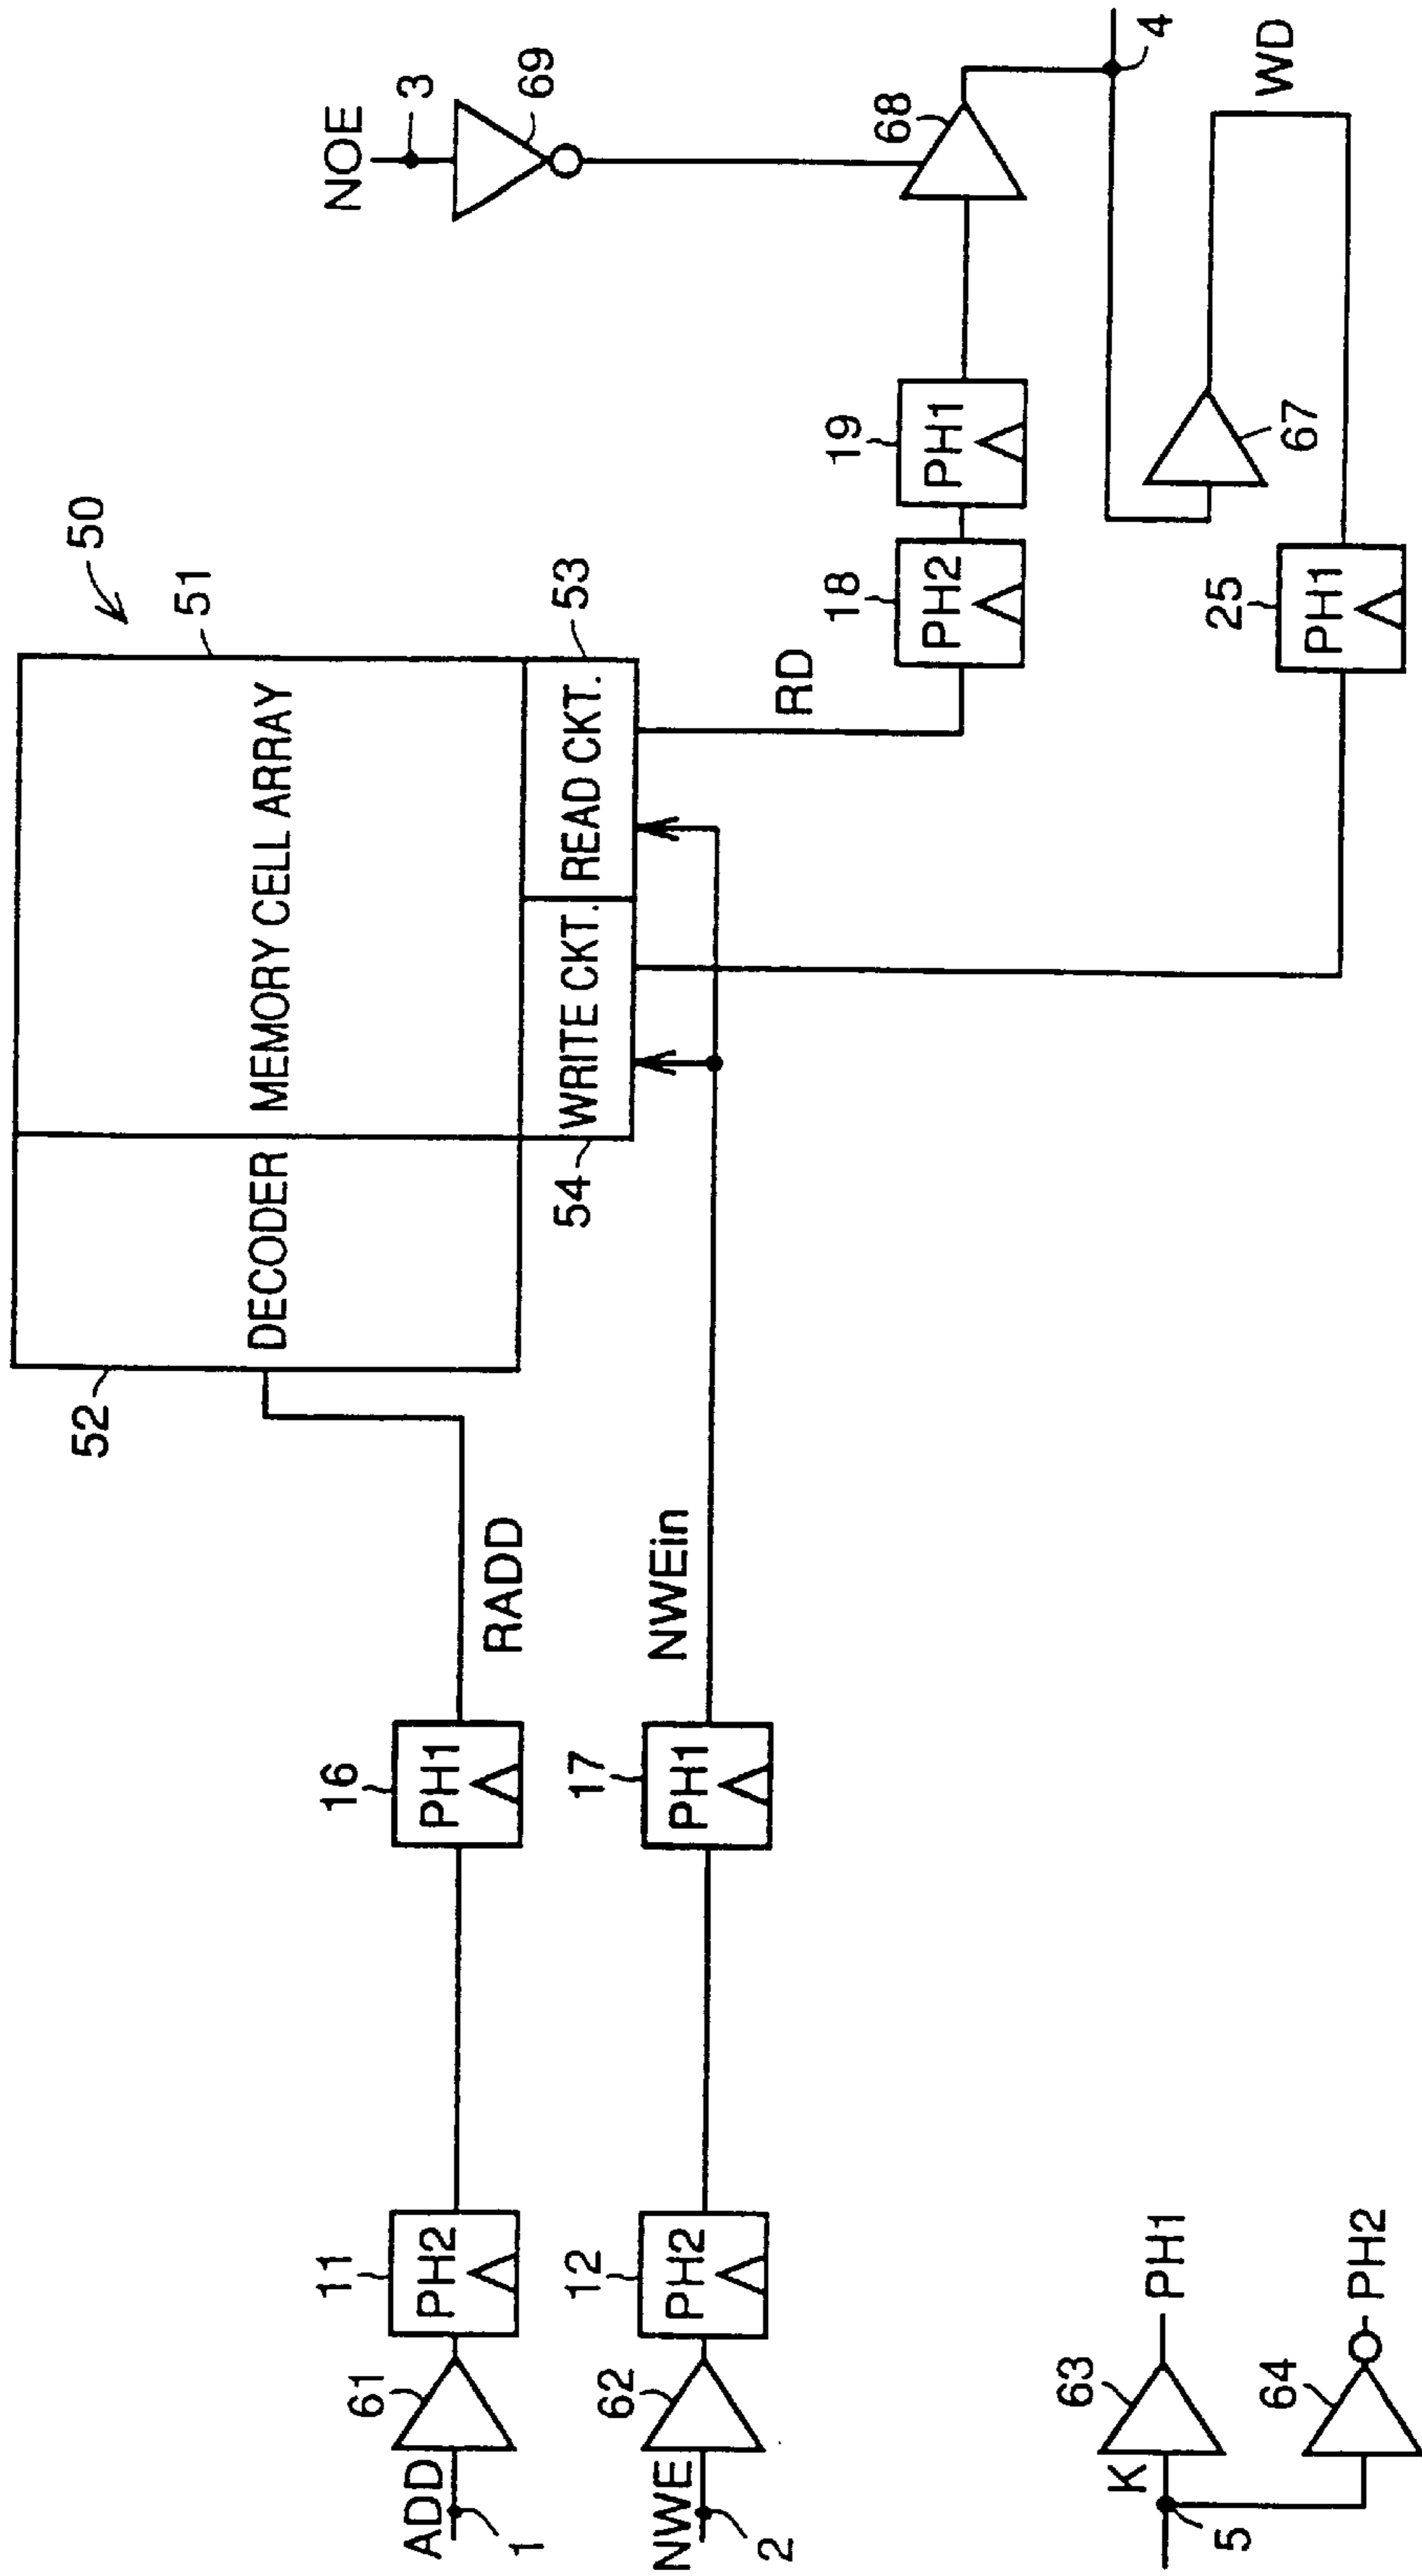 50
51
52
DECODER
MEMORY CELL ARRAY
54
WRITE CKT.
READ CKT.
53
NOE
3
69
ADD
1
61
11
PH2
16
PH1
RADD
NWE
2
62
12
PH2
17
PH1
NWEin
RD
18
PH2
19
PH1
68
4
67
WD
25
PH1
K
5
63
PH1
64
PH2